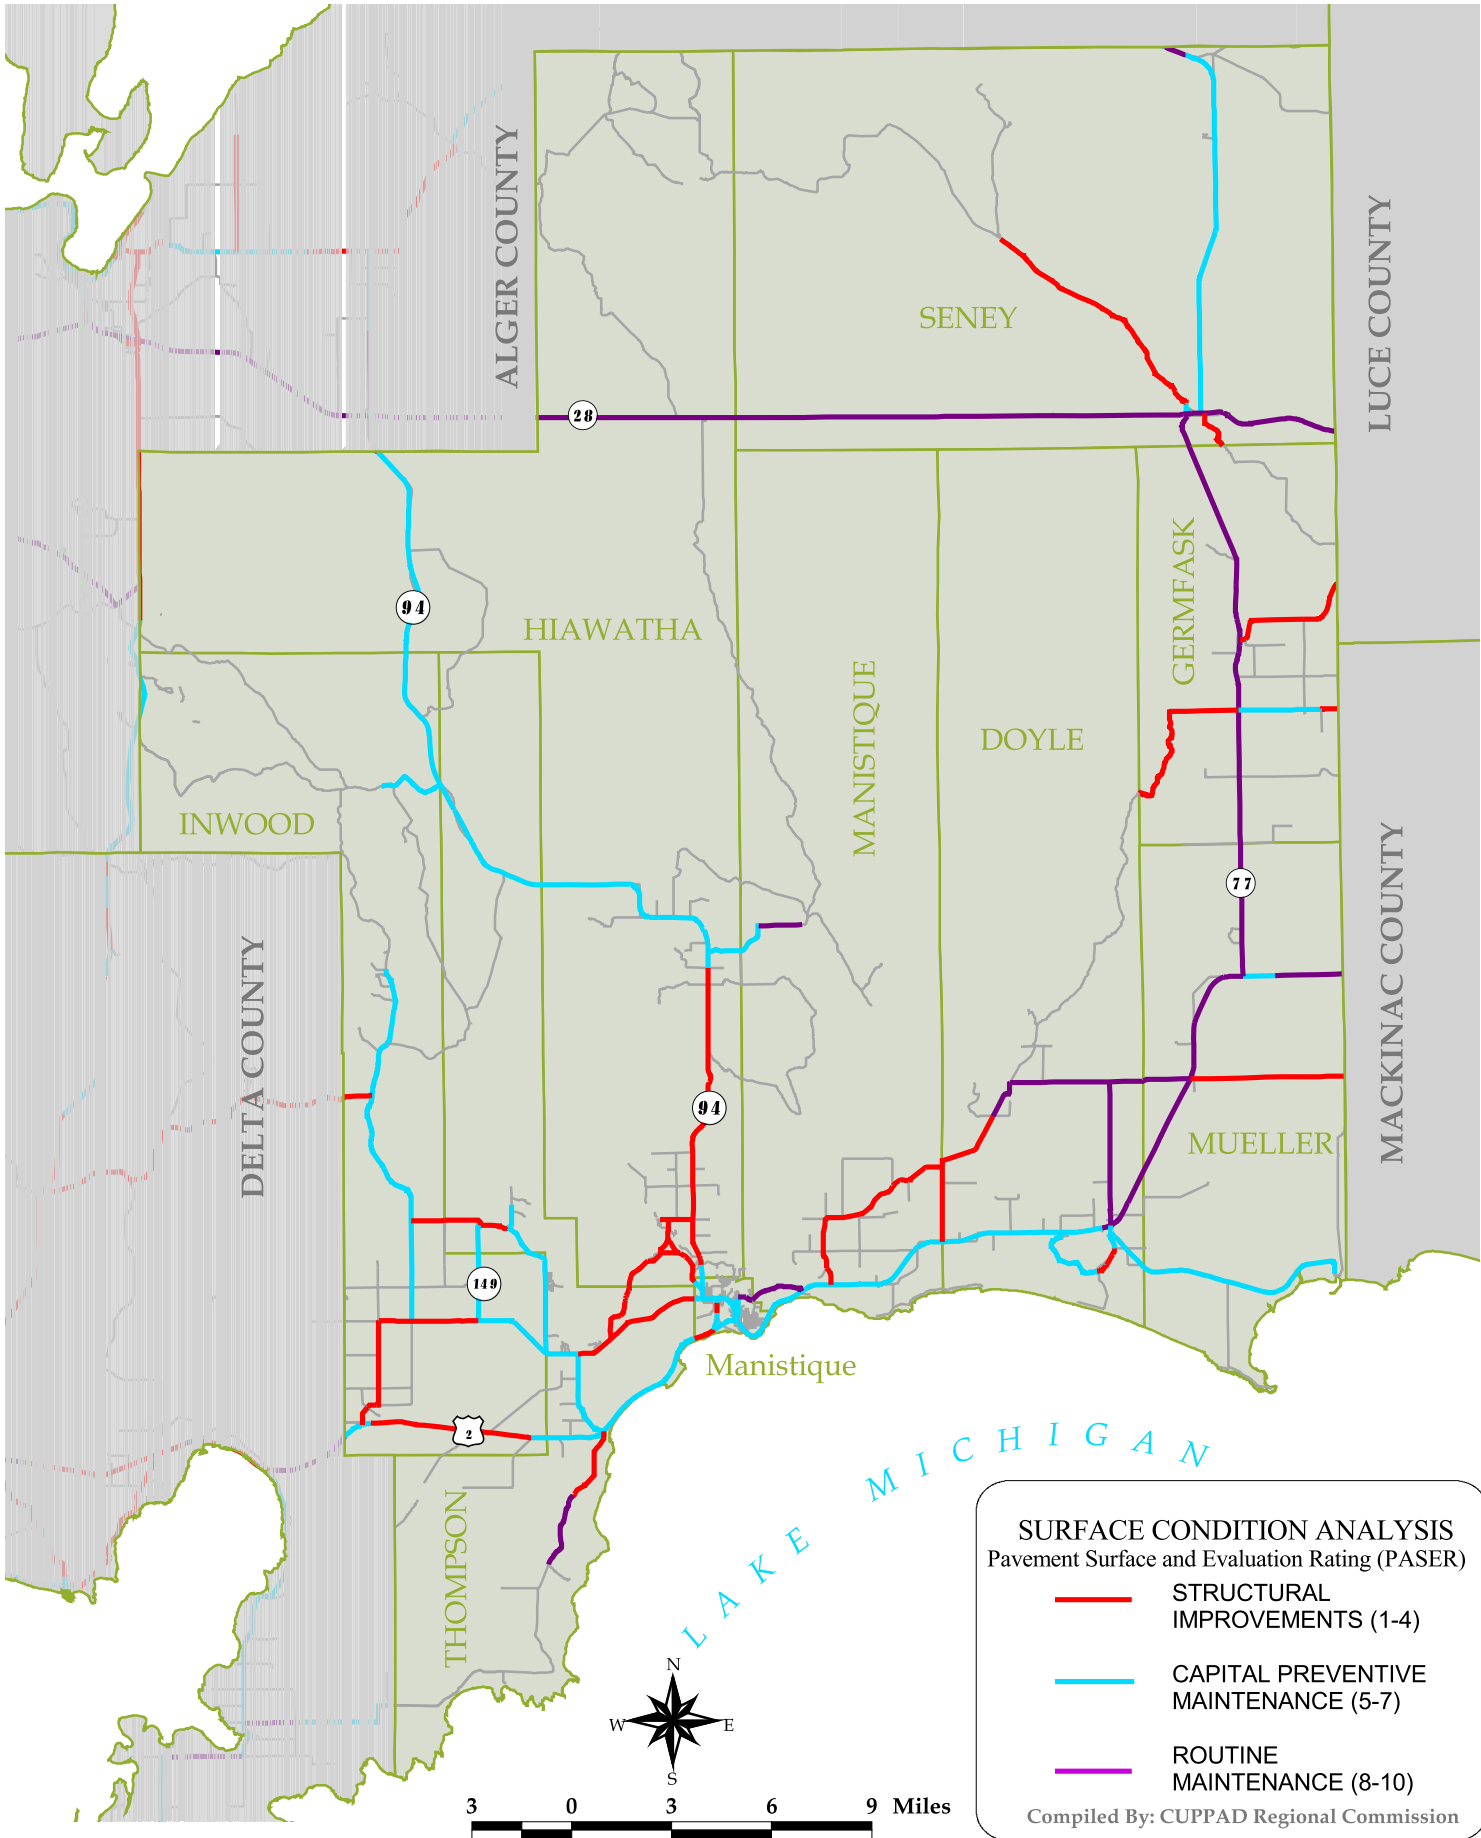 ALGER COUNTY
LUCE COUNTY
SENEY
28
GERMFASK
94
HIAWATHA
MANISTIQUE
DOYLE
INWOOD
77
MACKINAC COUNTY
DELTA COUNTY
94
MUELLER
149
Manistique
2
THOMPSON
LAKE MICHIGAN
N
W E
S
3 0 3 6 9 Miles
SURFACE CONDITION ANALYSIS
Pavement Surface and Evaluation Rating (PASER)
STRUCTURAL
IMPROVEMENTS (1-4)
CAPITAL PREVENTIVE
MAINTENANCE (5-7)
ROUTINE
MAINTENANCE (8-10)
Compiled By: CUPPAD Regional Commission